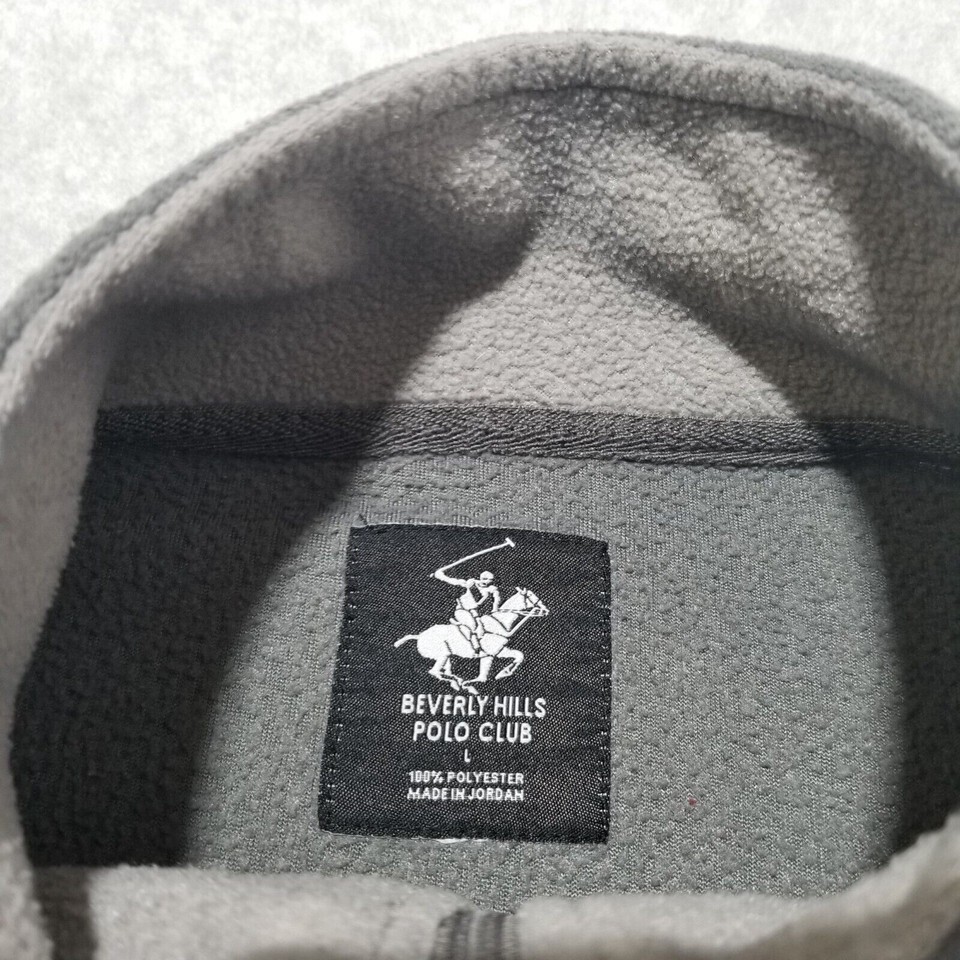 BEVERLY HILLS
POLO CLUB
L
100% POLYESTER
MADE IN JORDAN